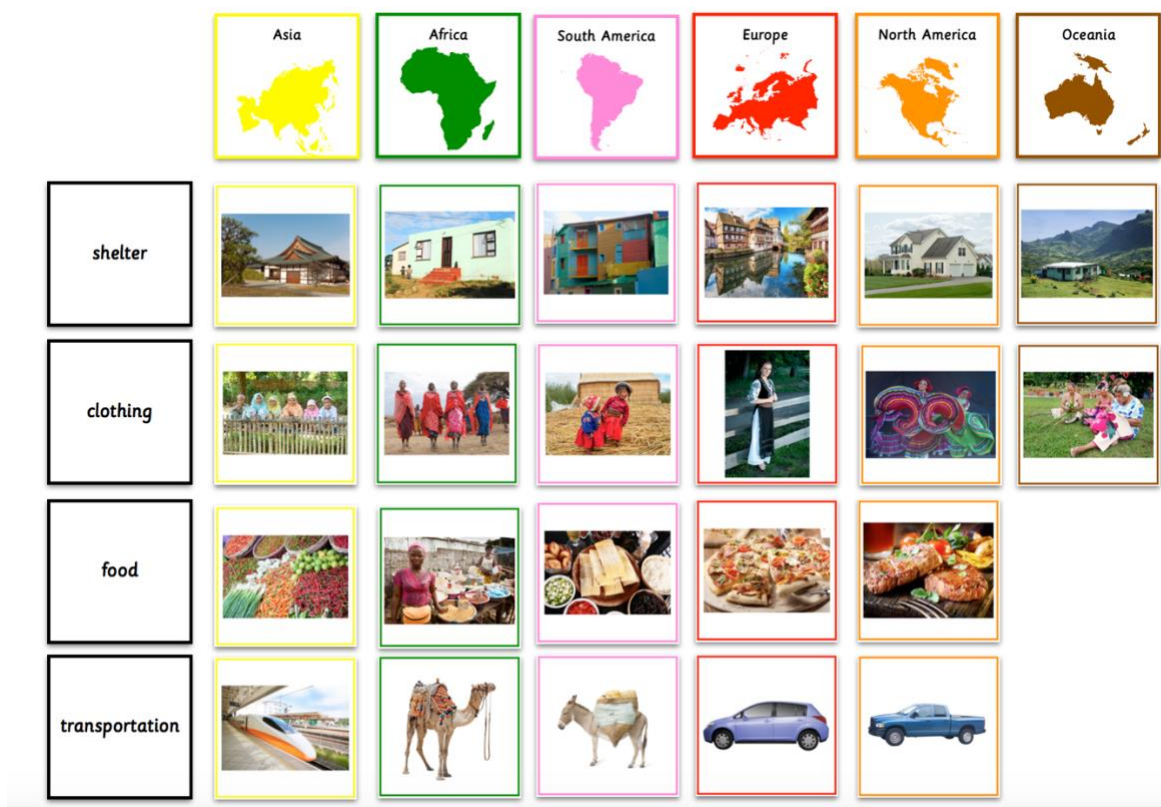 Asia
Africa
South America
Europe
North America
Oceania
shelter
clothing
food
transportation